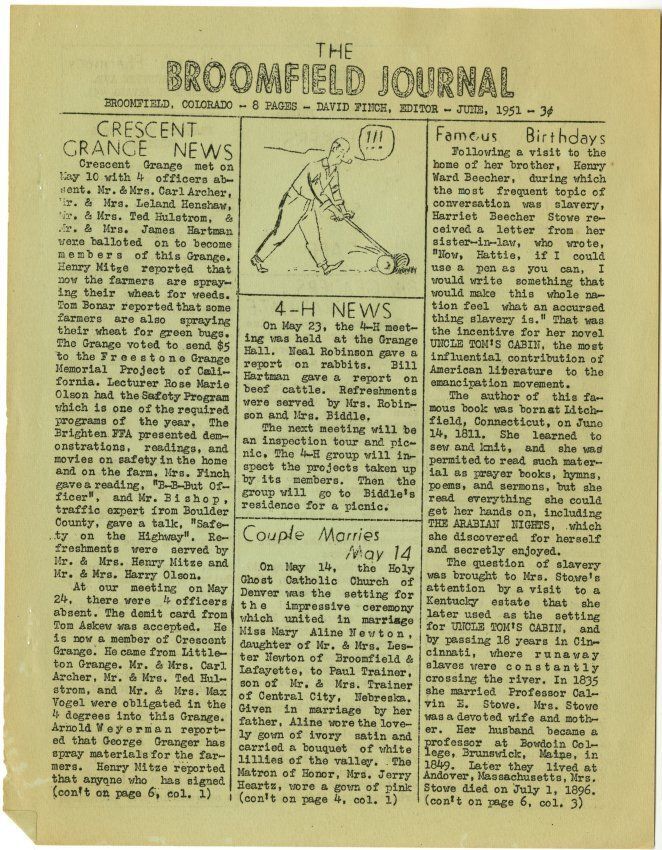 THE
BROOMFIELD JOURNAL
BROOMFIELD, COLORADO - 8 PAGES - DAVID FINCH, EDITOR - JUNE, 1951 - 3¢
CRESCENT
GRANGE NEWS
Crescent Grange met on
May 10 with 4 officers ab-
sent. Mr. & Mrs. Carl Archer,
Mr. & Mrs. Leland Henshaw,
Mr. & Mrs. Ted Hulstrom, &
Mr. & Mrs. James Hartman
were balloted on to become
members of this Grange.
Henry Mitze reported that
now the farmers are spray-
ing their wheat for weeds.
Tom Bonar reported that some
farmers are also spraying
their wheat for green bugs.
The Grange voted to send $5
to the Freestone Grange
Memorial Project of Cali-
fornia. Lecturer Rose Marie
Olson had the Safety Program
which is one of the required
programs of the year. The
Brighten FFA presented dem-
onstrations, readings, and
movies on safety in the home
and on the farm. Mrs. Finch
gave a reading, "B-B-But Of-
ficer", and Mr. Bishop,
traffic expert from Boulder
County, gave a talk, "Safe-
ty on the Highway". Re-
freshments were served by
Mr. & Mrs. Henry Mitze and
Mr. & Mrs. Harry Olson.
At our meeting on May
24, there were 4 officers
absent. The demit card from
Tom Askew was accepted. He
is now a member of Crescent
Grange. He came from Little-
ton Grange. Mr. & Mrs. Carl
Archer, Mr. & Mrs. Ted Hul-
strom, and Mr. & Mrs. Max
Vogel were obligated in the
4 degrees into this Grange.
Arnold Weyerman report-
ed that George Granger has
spray materials for the far-
mers. Henry Mitze reported
that anyone who has signed
(con't on page 6, col. 1)
!!!
4-H NEWS
On May 23, the 4-H meet-
ing was held at the Grange
Hall. Neal Robinson gave a
report on rabbits. Bill
Hartman gave a report on
beef cattle. Refreshments
were served by Mrs. Robin-
son and Mrs. Biddle.
The next meeting will be
an inspection tour and pic-
nic. The 4-H group will in-
spect the projects taken up
by its members. Then the
group will go to Biddle's
residence for a picnic.
Couple Marries
May 14
On May 14, the Holy
Ghost Catholic Church of
Denver was the setting for
the impressive ceremony
which united in marriage
Miss Mary Aline Newton,
daughter of Mr. & Mrs. Les-
ter Newton of Broomfield &
Lafayette, to Paul Trainer,
son of Mr. & Mrs. Trainer
of Central City, Nebreska.
Given in marriage by her
father, Aline wore the love-
ly gown of ivory satin and
carried a bouquet of white
lillies of the valley. The
Matron of Honor, Mrs. Jerry
Heartz, wore a gown of pink
(con't on page 4, col. 1)
Famous Birthdays
Following a visit to the
home of her brother, Henry
Ward Beecher, during which
the most frequent topic of
conversation was slavery,
Harriet Beecher Stowe re-
ceived a letter from her
sister-in-law, who wrote,
"Now, Hattie, if I could
use a pen as you can, I
would write something that
would make this whole na-
tion feel what an accursed
thing slavery is." That was
the incentive for her novel
UNCLE TOM'S CABIN, the most
influential contribution of
American literature to the
emancipation movement.
The author of this fa-
mous book was born at Litch-
field, Connecticut, on June
14, 1811. She learned to
sew and knit, and she was
permitted to read such mater-
ial as prayer books, hymns,
poems, and sermons, but she
read everything she could
get her hands on, including
THE ARABIAN NIGHTS, which
she discovered for herself
and secretly enjoyed.
The question of slavery
was brought to Mrs. Stowe's
attention by a visit to a
Kentucky estate that she
later used as the setting
for UNCLE TOM'S CABIN, and
by passing 18 years in Cin-
cinnati, where runaway
slaves were constantly
crossing the river. In 1835
she married Professor Cal-
vin E. Stowe. Mrs. Stowe
was a devoted wife and moth-
er. Her husband became a
professor at Bowdoin Col-
lege, Brunswick, Maine, in
1849. Later they lived at
Andover, Massachusetts, Mrs.
Stowe died on July 1, 1896.
(con't on page 6, col. 3)